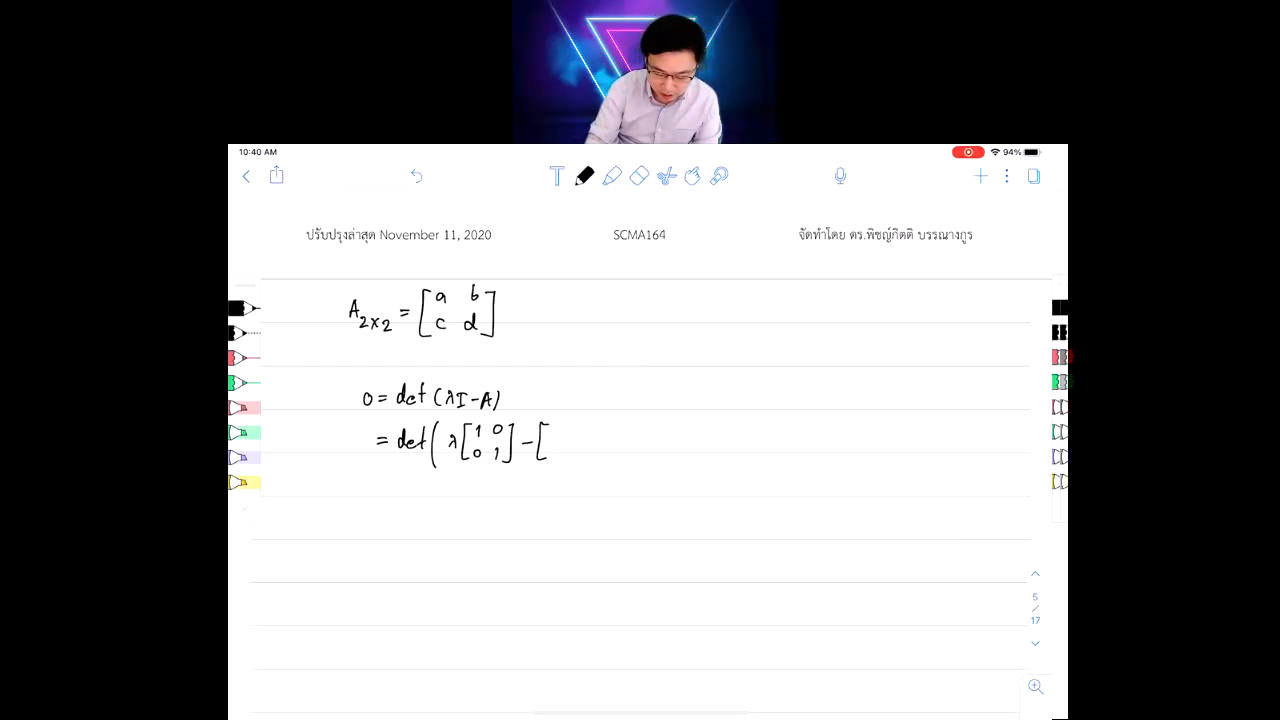 10:40 AM
94%
T
ปรับปรุงล่าสุด November 11, 2020 SCMA164 จัดทำโดย ดร.พิชญ์กิตติ บรรณางกูร
A₂ₓ₂ = [a b
c d]
0 = det (λI - A)
= det( λ[1 0
0 1] - [
5
/
17